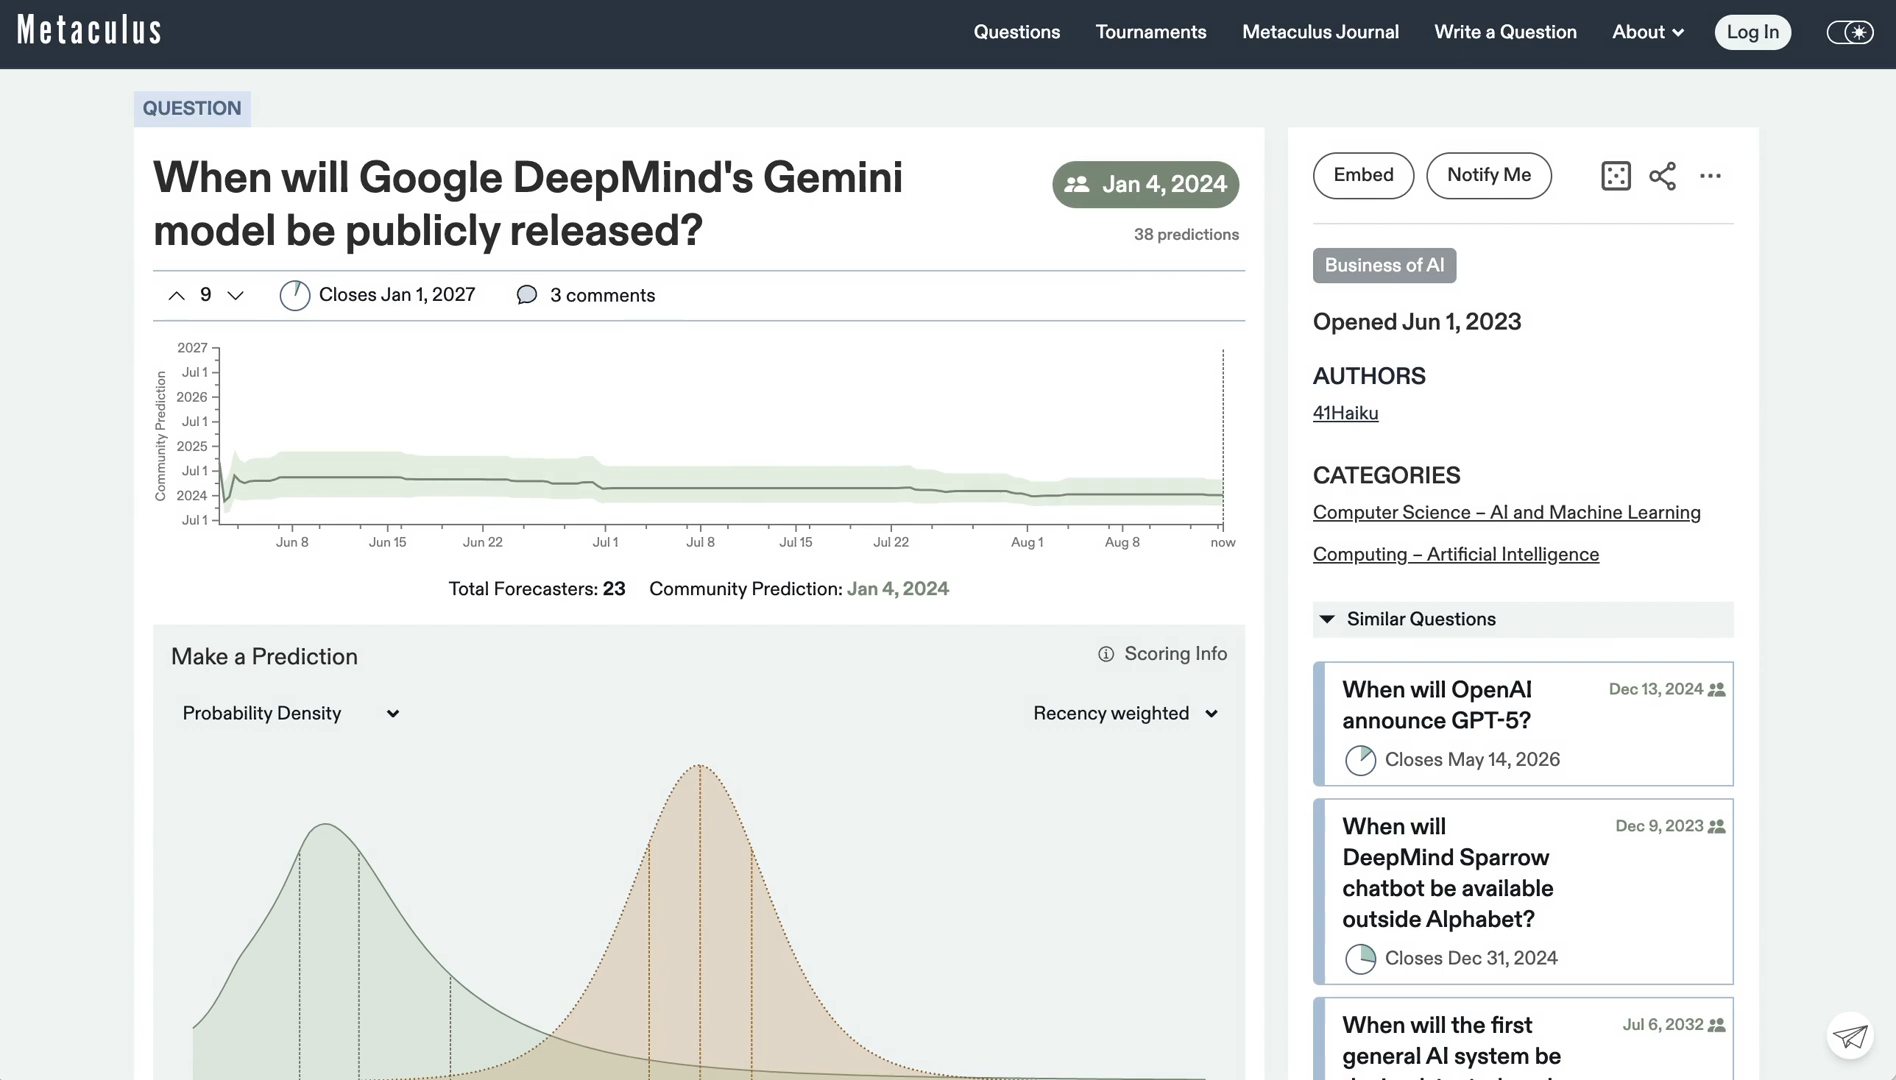 Metaculus
Questions
Tournaments
Metaculus Journal
Write a Question
About
Log In
QUESTION
When will Google DeepMind's Gemini
model be publicly released?
Jan 4, 2024
38 predictions
9
Closes Jan 1, 2027
3 comments
Community Prediction
2027
Jul 1
2026
Jul 1
2025
Jul 1
2024
Jul 1
Jun 8
Jun 15
Jun 22
Jul 1
Jul 8
Jul 15
Jul 22
Aug 1
Aug 8
now
Total Forecasters: 23
Community Prediction: Jan 4, 2024
Make a Prediction
Scoring Info
Probability Density
Recency weighted
Embed
Notify Me
Business of AI
Opened Jun 1, 2023
AUTHORS
41Haiku
CATEGORIES
Computer Science – AI and Machine Learning
Computing – Artificial Intelligence
Similar Questions
When will OpenAI
announce GPT-5?
Dec 13, 2024
Closes May 14, 2026
When will
DeepMind Sparrow
chatbot be available
outside Alphabet?
Dec 9, 2023
Closes Dec 31, 2024
When will the first
general AI system be
Jul 6, 2032